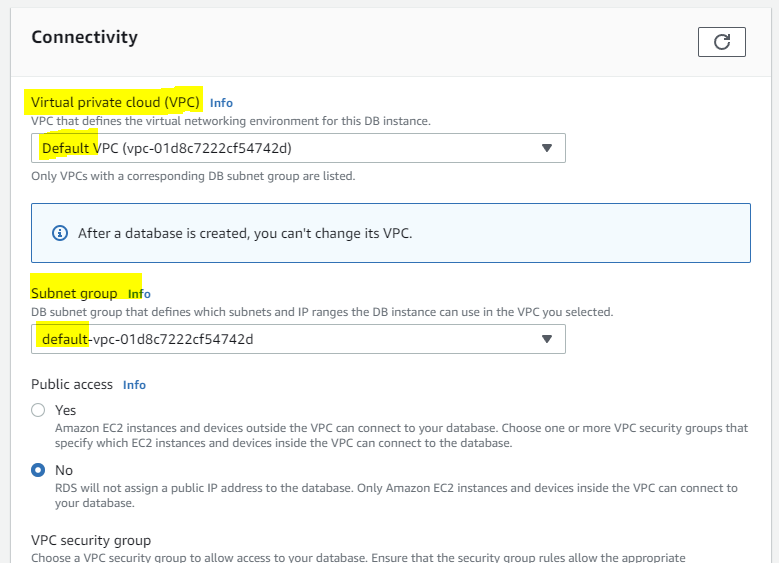 Connectivity
Virtual private cloud (VPC) Info
VPC that defines the virtual networking environment for this DB instance.
Default VPC (vpc-01d8c7222cf54742d)
Only VPCs with a corresponding DB subnet group are listed.
After a database is created, you can't change its VPC.
Subnet group Info
DB subnet group that defines which subnets and IP ranges the DB instance can use in the VPC you selected.
default-vpc-01d8c7222cf54742d
Public access Info
Yes
Amazon EC2 instances and devices outside the VPC can connect to your database. Choose one or more VPC security groups that
specify which EC2 instances and devices inside the VPC can connect to the database.
No
RDS will not assign a public IP address to the database. Only Amazon EC2 instances and devices inside the VPC can connect to
your database.
VPC security group
Choose a VPC security group to allow access to your database. Ensure that the security group rules allow the appropriate